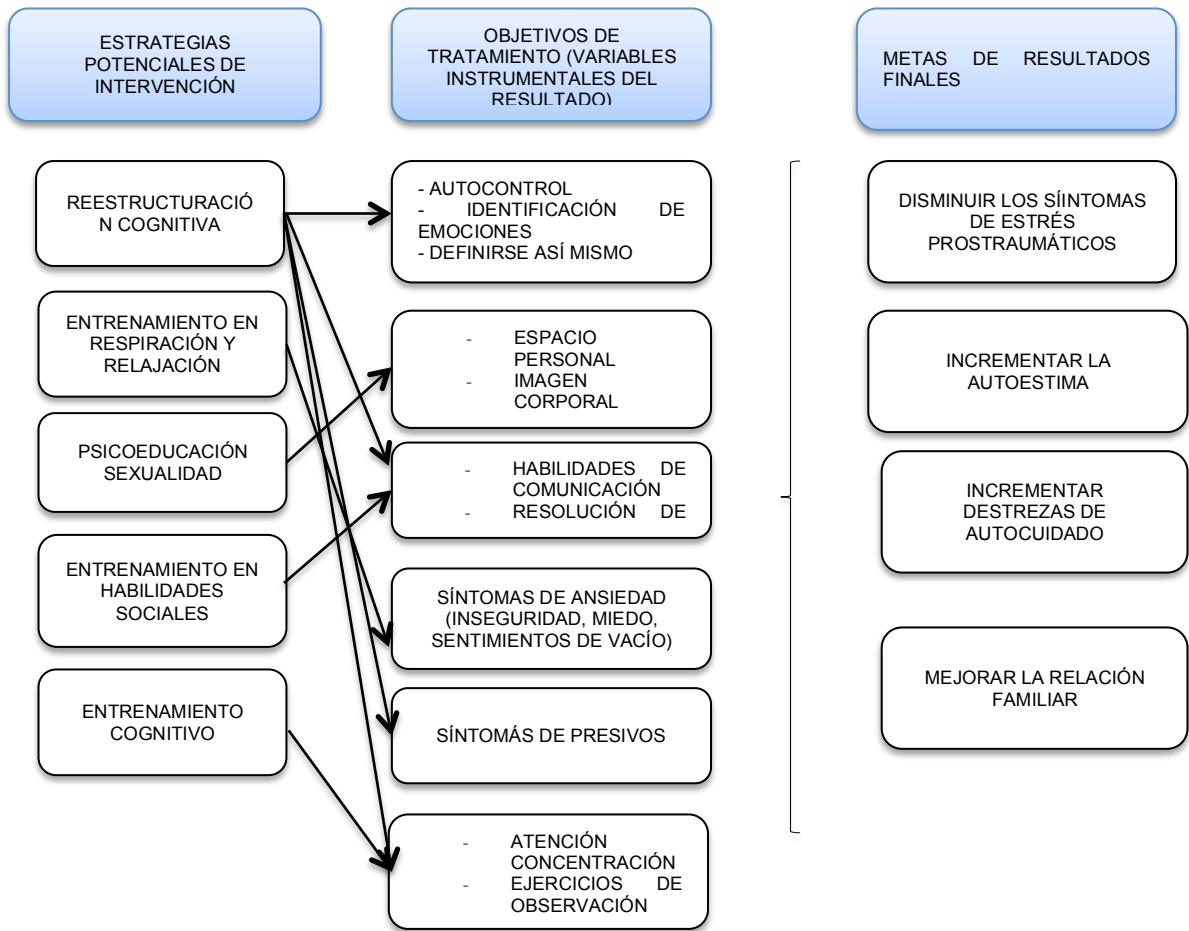 ESTRATEGIAS
POTENCIALES DE
INTERVENCIÓN
OBJETIVOS DE
TRATAMIENTO (VARIABLES
INSTRUMENTALES DEL
RESULTADO)
METAS DE RESULTADOS
FINALES
REESTRUCTURACIÓ
N COGNITIVA
ENTRENAMIENTO EN
RESPIRACIÓN Y
RELAJACIÓN
PSICOEDUCACIÓN
SEXUALIDAD
ENTRENAMIENTO EN
HABILIDADES
SOCIALES
ENTRENAMIENTO
COGNITIVO
- AUTOCONTROL
- IDENTIFICACIÓN DE
EMOCIONES
- DEFINIRSE ASÍ MISMO
- ESPACIO
PERSONAL
- IMAGEN
CORPORAL
- HABILIDADES DE
COMUNICACIÓN
- RESOLUCIÓN DE
SÍNTOMAS DE ANSIEDAD
(INSEGURIDAD, MIEDO,
SENTIMIENTOS DE VACÍO)
SÍNTOMÁS DE PRESIVOS
- ATENCIÓN
CONCENTRACIÓN
- EJERCICIOS DE
OBSERVACIÓN
DISMINUIR LOS SÍINTOMAS
DE ESTRÉS
PROSTRAUMÁTICOS
INCREMENTAR LA
AUTOESTIMA
INCREMENTAR
DESTREZAS DE
AUTOCUIDADO
MEJORAR LA RELACIÓN
FAMILIAR